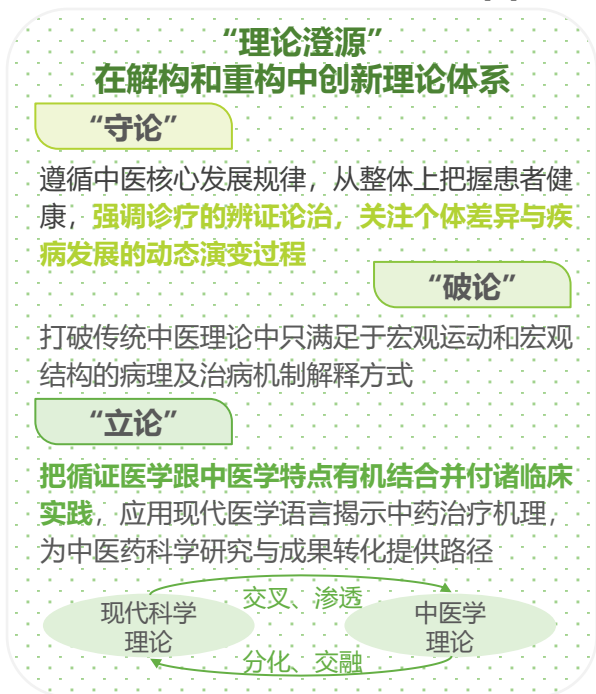 “理论澄源”
在解构和重构中创新理论体系
“守论”
遵循中医核心发展规律，从整体上把握患者健
康，强调诊疗的辨证论治，关注个体差异与疾
病发展的动态演变过程
“破论”
打破传统中医理论中只满足于宏观运动和宏观
结构的病理及治病机制解释方式
“立论”
把循证医学跟中医学特点有机结合并付诸临床
实践，应用现代医学语言揭示中药治疗机理，
为中医药科学研究与成果转化提供路径
交叉、渗透
现代科学
理论
中医学
理论
分化、交融